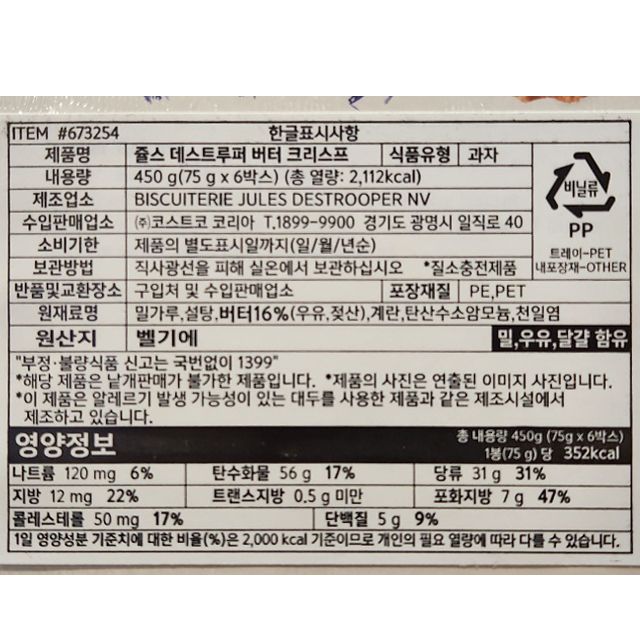 ITEM #673254 한글표시사항
제품명 쥴스 데스트루퍼 버터 크리스프 식품유형 과자
내용량 450 g(75 g x 6박스) (총 열량: 2,112kcal)
제조업소 BISCUITERIE JULES DESTROOPER NV
수입판매업소 ㈜코스트코 코리아 T.1899-9900 경기도 광명시 일직로 40
소비기한 제품의 별도표시일까지(일/월/년순)
보관방법 직사광선을 피해 실온에서 보관하십시오 *질소충전제품
비닐류
PP
트레이-PET
내포장재-OTHER
반품및교환장소 구입처 및 수입판매업소 포장재질 PE,PET
원재료명 밀가루,설탕,버터16%(우유,젖산),계란,탄산수소암모늄,천일염
원산지 벨기에 밀,우유,달걀 함유
"부정·불량식품 신고는 국번없이 1399"
*해당 제품은 낱개판매가 불가한 제품입니다. *제품의 사진은 연출된 이미지 사진입니다.
*이 제품은 알레르기 발생 가능성이 있는 대두를 사용한 제품과 같은 제조시설에서
제조하고 있습니다.
영양정보 총 내용량 450g (75g x 6박스)
1봉(75 g) 당 352kcal
나트륨 120 mg 6% 탄수화물 56 g 17% 당류 31 g 31%
지방 12 mg 22% 트랜스지방 0.5 g 미만 포화지방 7 g 47%
콜레스테롤 50 mg 17% 단백질 5 g 9%
1일 영양성분 기준치에 대한 비율(%)은 2,000 kcal 기준이므로 개인의 필요 열량에 따라 다를 수 있습니다.